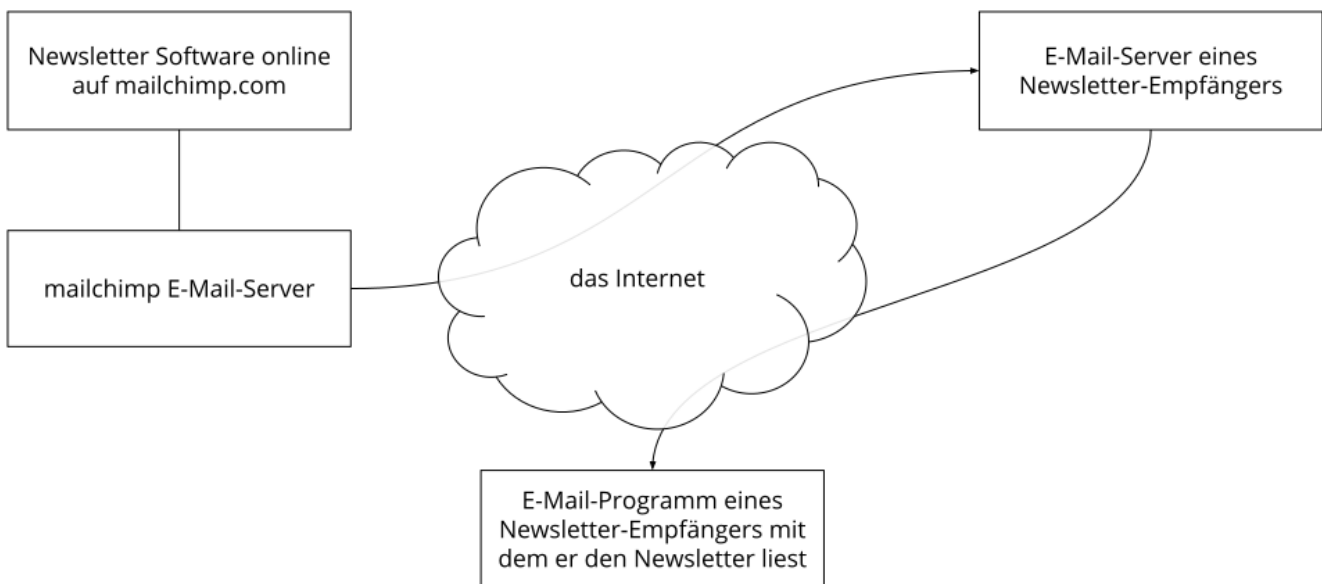 Newsletter Software online
auf mailchimp.com
E-Mail-Server eines
Newsletter-Empfängers
mailchimp E-Mail-Server
das Internet
E-Mail-Programm eines
Newsletter-Empfängers mit
dem er den Newsletter liest